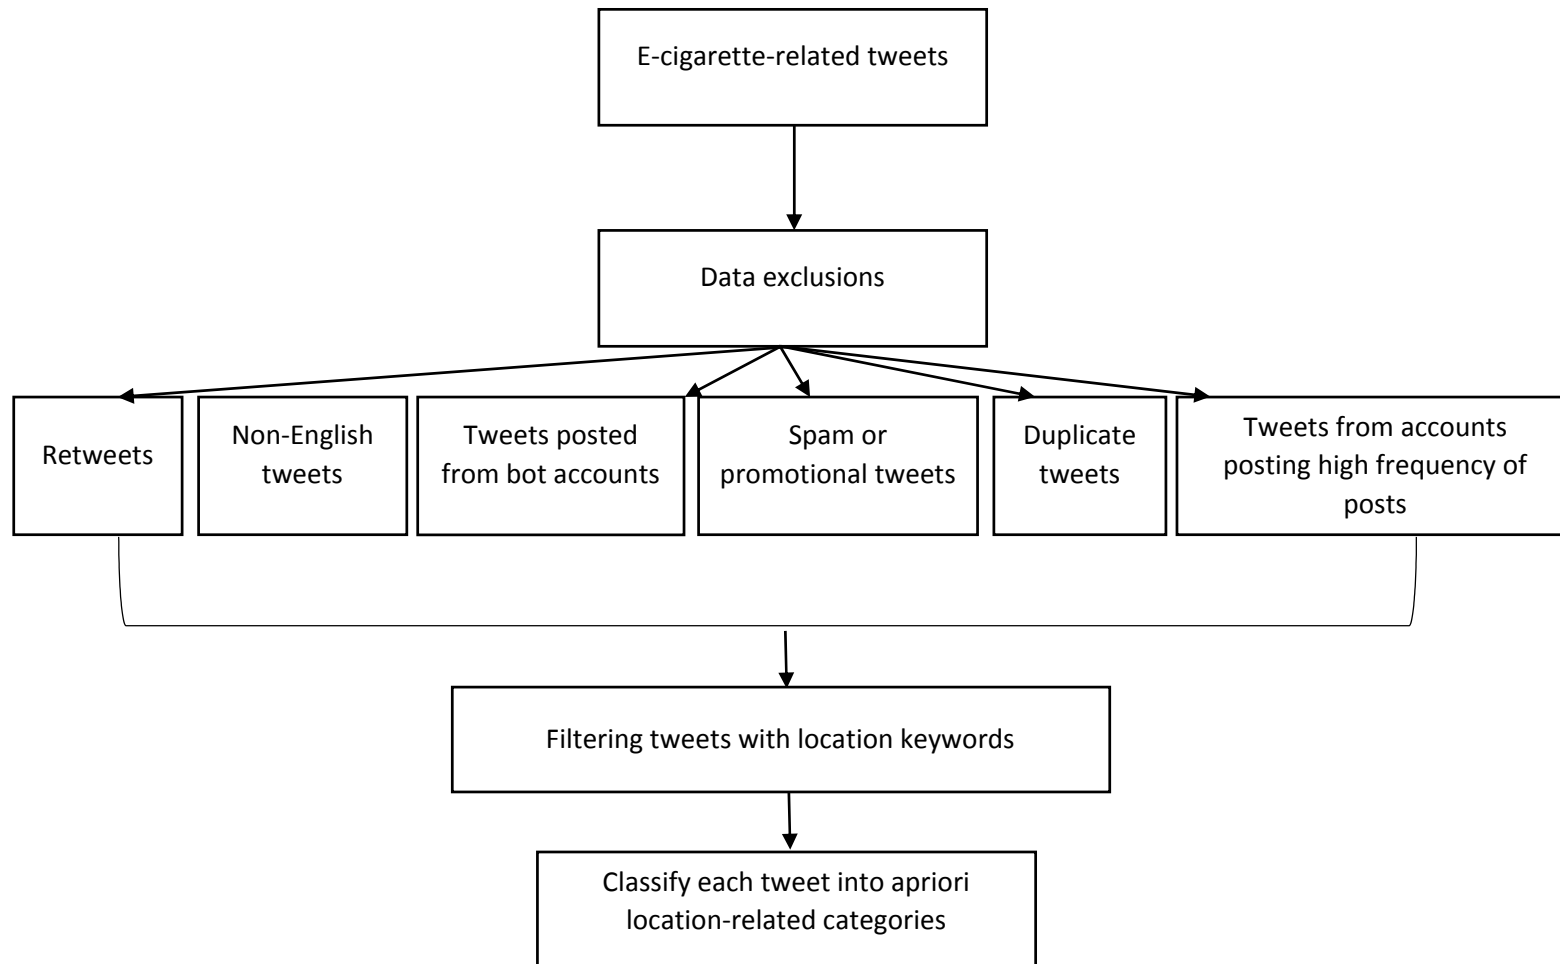 E-cigarette-related tweets
Data exclusions
Retweets
Non-English
tweets
Tweets posted
from bot accounts
Spam or
promotional tweets
Duplicate
tweets
Tweets from accounts
posting high frequency of
posts
Filtering tweets with location keywords
Classify each tweet into apriori
location-related categories